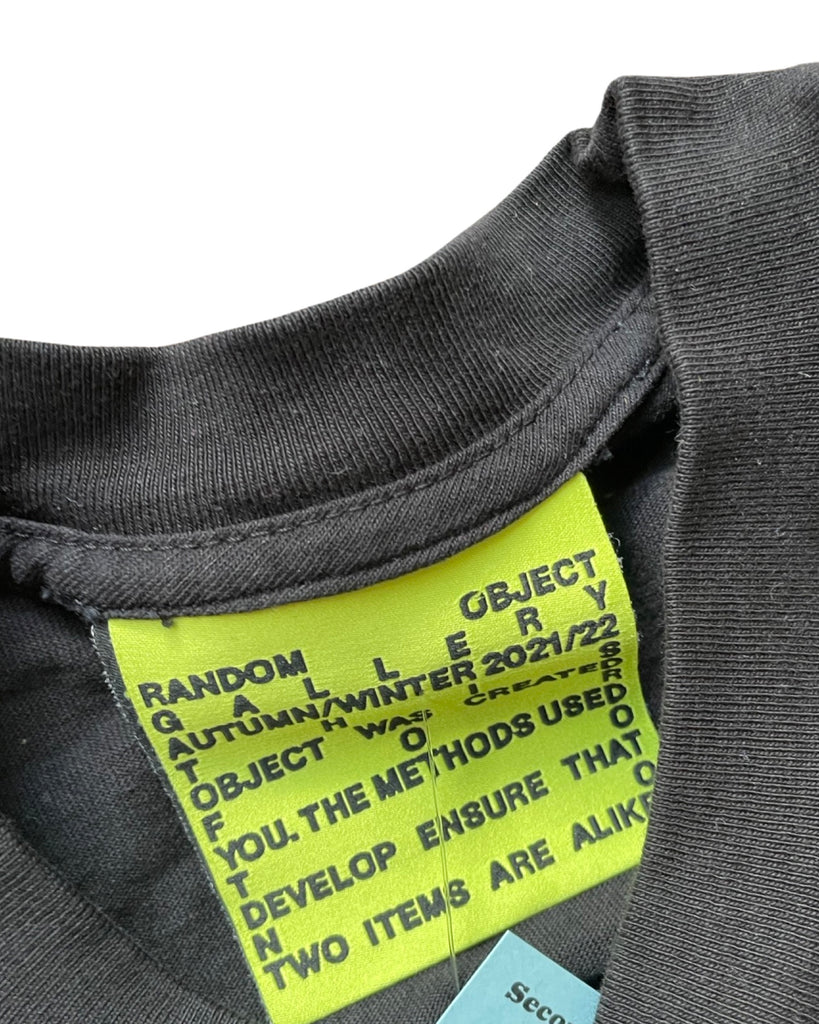 RANDOM OBJECT
G A L L E R Y
AUTUMN/WINTER 2021/22
T H I S
OBJECT WAS CREATED
F O R
YOU. THE METHODS USED
T O
DEVELOP ENSURE THAT
N O
TWO ITEMS ARE ALIKE